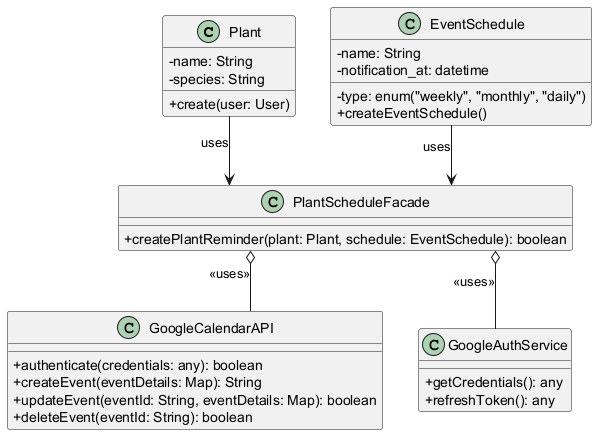 C Plant
-name: String
-species: String
+create(user: User)
C EventSchedule
-name: String
-notification_at: datetime
-type: enum("weekly", "monthly", "daily")
+createEventSchedule()
uses
uses
C PlantScheduleFacade
+createPlantReminder(plant: Plant, schedule: EventSchedule): boolean
«uses»
«uses»
C GoogleCalendarAPI
+authenticate(credentials: any): boolean
+createEvent(eventDetails: Map): String
+updateEvent(eventId: String, eventDetails: Map): boolean
+deleteEvent(eventId: String): boolean
C GoogleAuthService
+getCredentials(): any
+refreshToken(): any